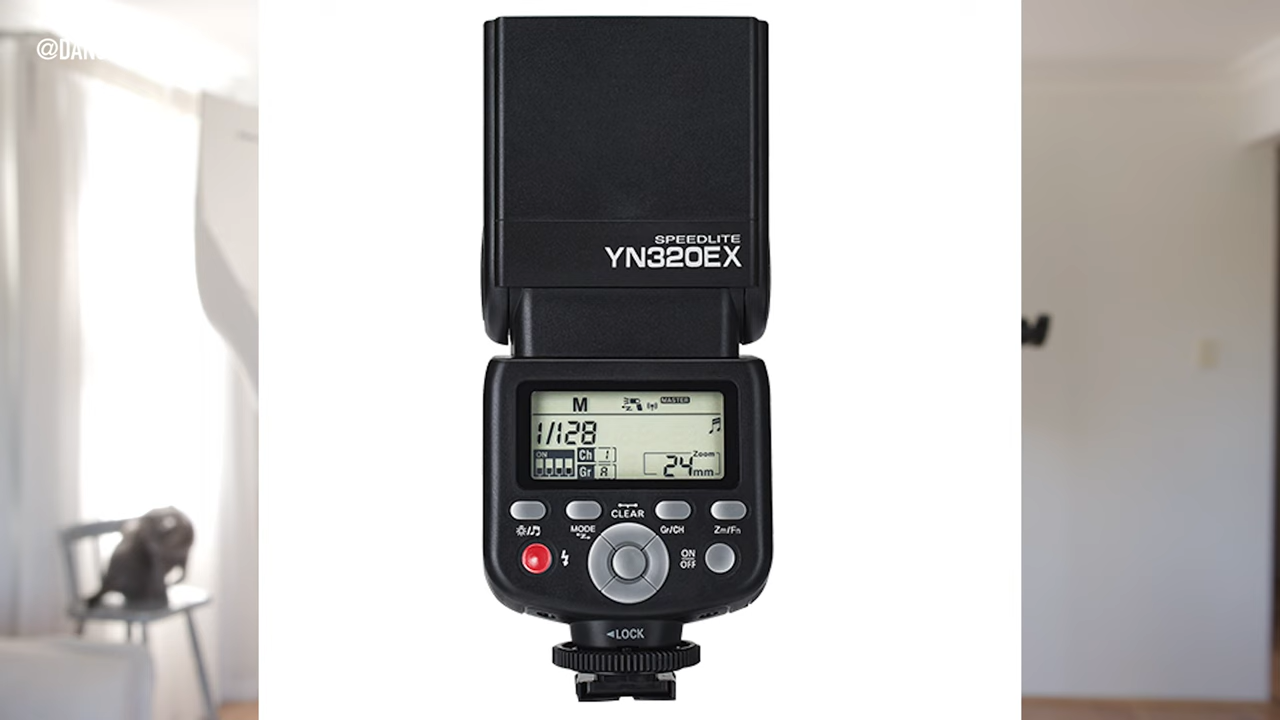 SPEEDLITE
YN320EX
M MASTER
1/128
ON Ch 1 Zoom
Gr A 24mm
CLEAR
MODE Gr/CH Zm/Fn
ON
OFF
◄LOCK